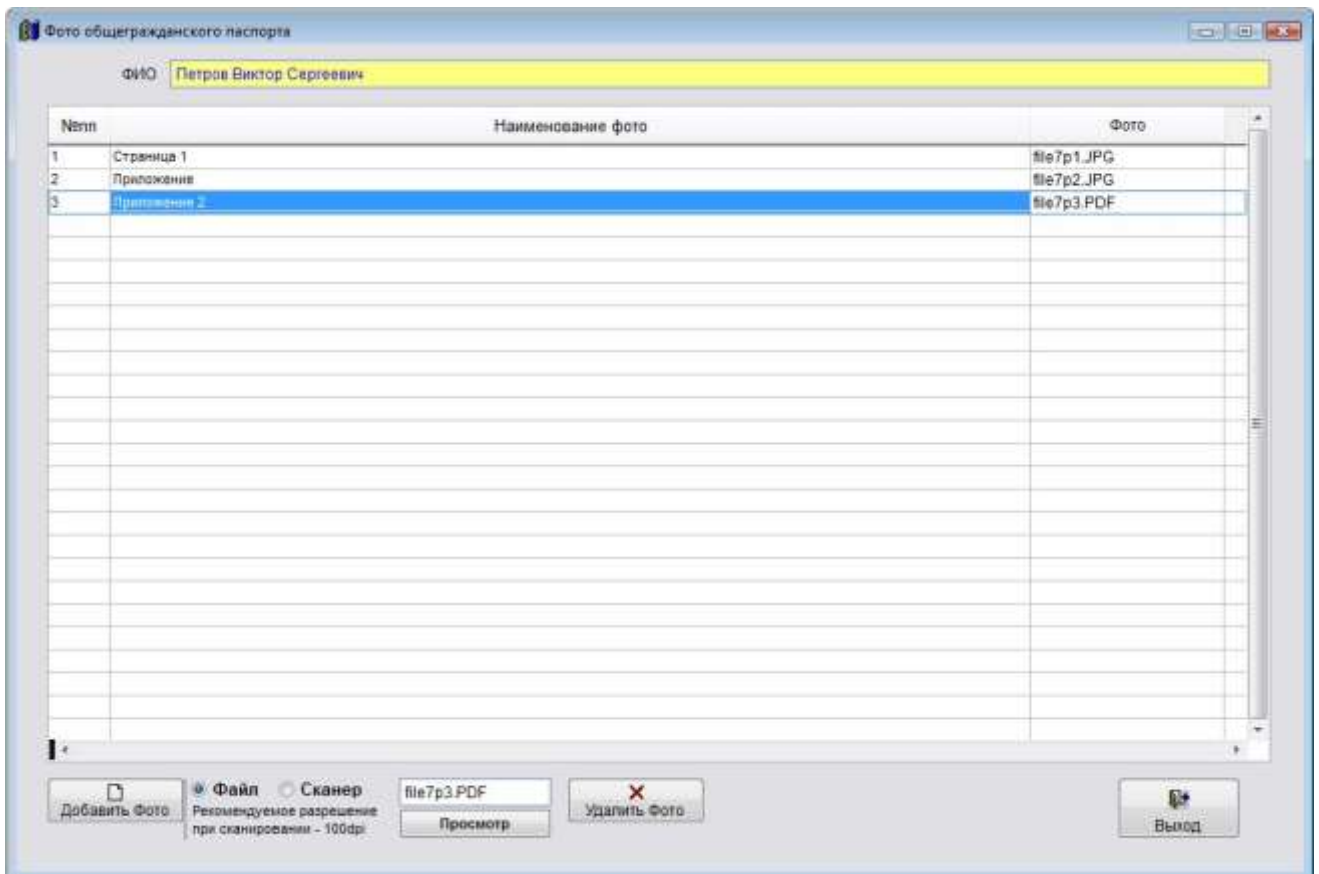 Фото общегражданского паспорта
ФИО Петров Виктор Сергеевич
№пп Наименование фото Фото
1 Страница 1 file7p1.JPG
2 Приложение file7p2.JPG
3 Приложение 2 file7p3.PDF
Файл Сканер file7p3.PDF
Добавить Фото Рекомендуемое разрешение Удалить Фото
при сканировании - 100dpi Просмотр Выход